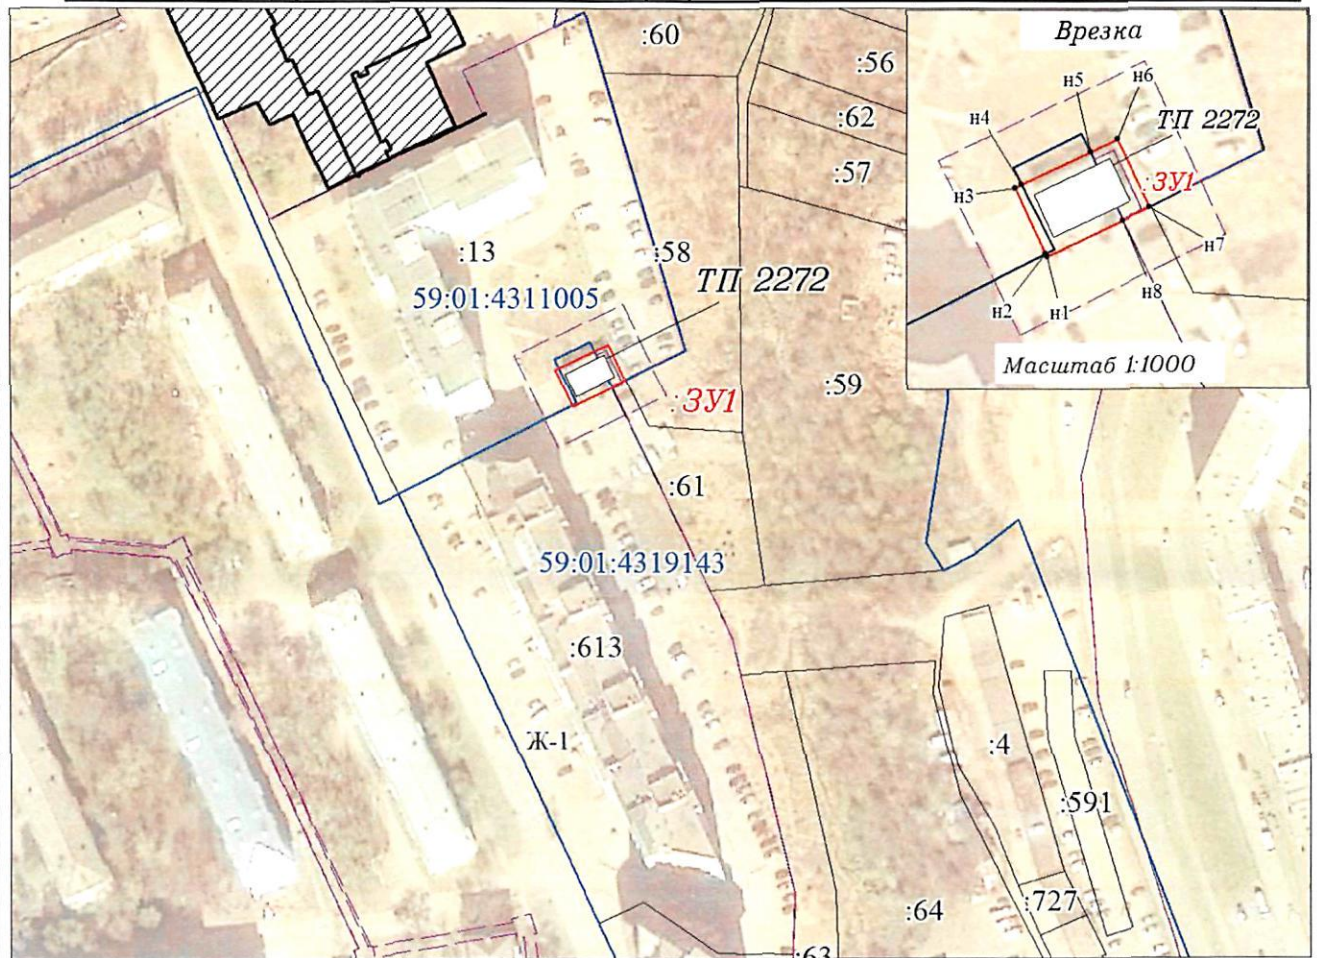 :60
:56
:62
:57
:13
:58
59:01:4311005
ТП 2272
:ЗУ1
:59
:61
59:01:4319143
:613
Ж-1
:4
:591
:727
:64
:63
Врезка
н5
н6
н4
ТП 2272
н3
:ЗУ1
н7
н2
н1
н8
Масштаб 1:1000